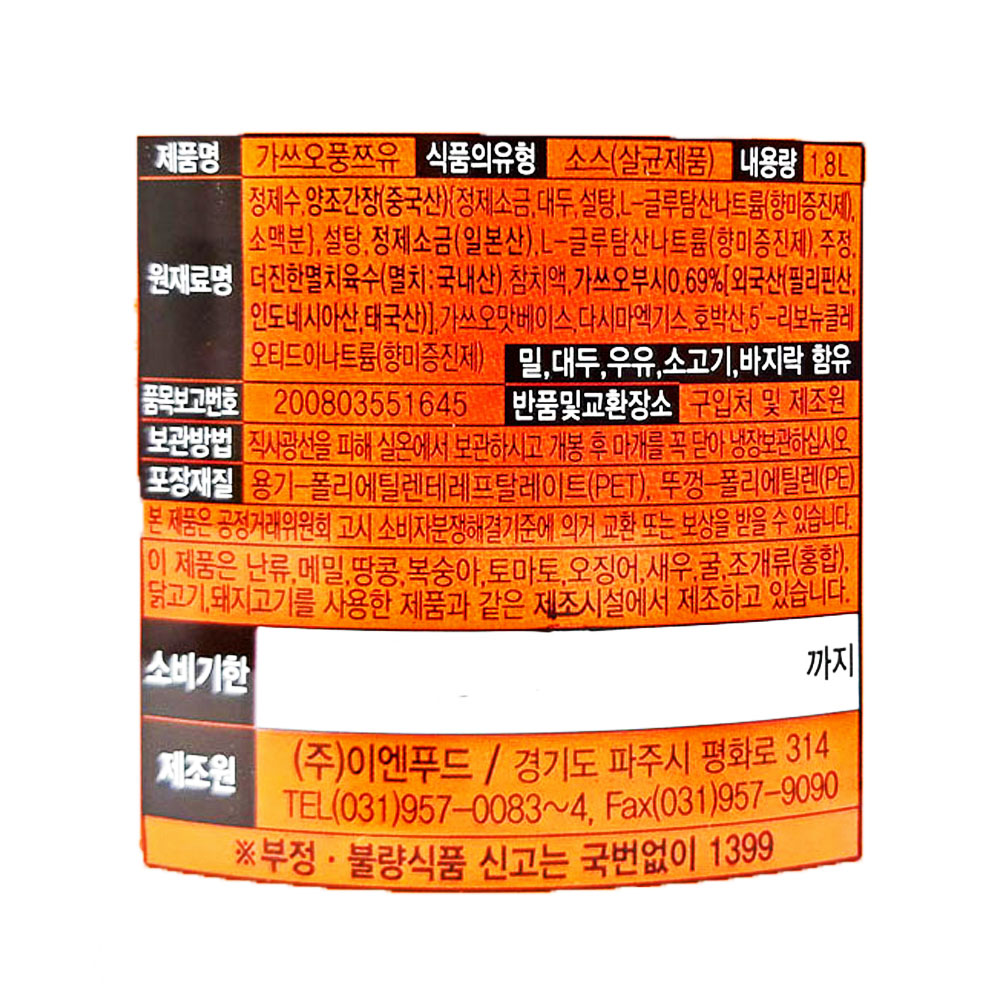 제품명 가쓰오풍쯔유 식품의유형 소스(살균제품) 내용량 1.8L
원재료명 정제수,양조간장(중국산){정제소금,대두,설탕,L-글루탐산나트륨(향미증진제),
소맥분},설탕,정제소금(일본산),L-글루탐산나트륨(향미증진제),주정,
더진한멸치육수(멸치:국내산),참치액,가쓰오부시0.69%[외국산(필리핀산,
인도네시아산,태국산)],가쓰오맛베이스,다시마엑기스,호박산,5'-리보뉴클레
오티드이나트륨(향미증진제) 밀,대두,우유,소고기,바지락 함유
품목보고번호 200803551645 반품및교환장소 구입처 및 제조원
보관방법 직사광선을 피해 실온에서 보관하시고 개봉 후 마개를 꼭 닫아 냉장보관하십시오.
포장재질 용기-폴리에틸렌테레프탈레이트(PET), 뚜껑-폴리에틸렌(PE)
본 제품은 공정거래위원회 고시 소비자분쟁해결기준에 의거 교환 또는 보상을 받을 수 있습니다.
이 제품은 난류,메밀,땅콩,복숭아,토마토,오징어,새우,굴,조개류(홍합),
닭고기,돼지고기를 사용한 제품과 같은 제조시설에서 제조하고 있습니다.
소비기한 까지
제조원 (주)이엔푸드 / 경기도 파주시 평화로 314
TEL(031)957-0083~4, Fax(031)957-9090
※부정·불량식품 신고는 국번없이 1399